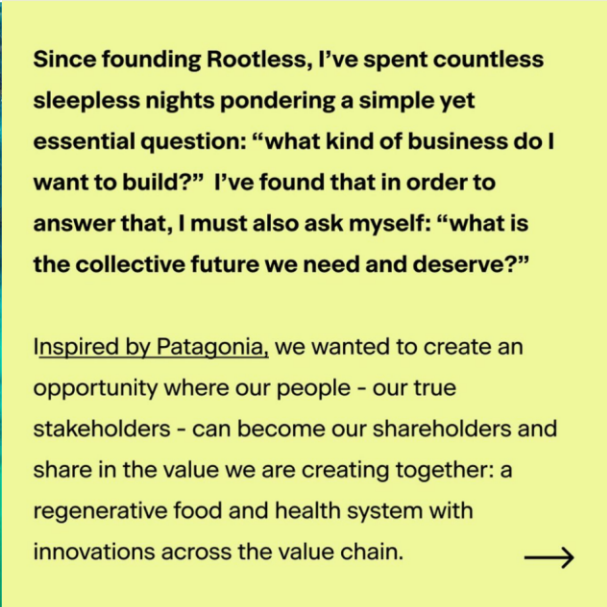 Since founding Rootless, I’ve spent countless
sleepless nights pondering a simple yet
essential question: “what kind of business do I
want to build?”  I’ve found that in order to
answer that, I must also ask myself: “what is
the collective future we need and deserve?”
Inspired by Patagonia, we wanted to create an
opportunity where our people - our true
stakeholders - can become our shareholders and
share in the value we are creating together: a
regenerative food and health system with
innovations across the value chain.